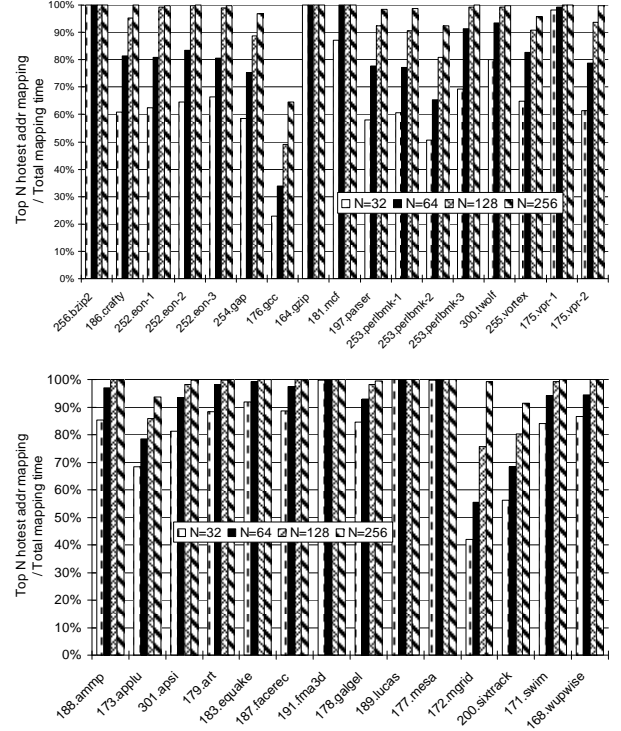 Top N hotest addr mapping
/ Total mapping time
100%
90%
80%
70%
60%
50%
40%
30%
20%
10%
0%
N=32 N=64 N=128 N=256
256.bzip2
186.crafty
252.eon-1
252.eon-2
252.eon-3
254.gap
176.gcc
164.gzip
181.mcf
197.parser
253.perlbmk-1
253.perlbmk-2
253.perlbmk-3
300.twolf
255.vortex
175.vpr-1
175.vpr-2
Top N hotest addr mapping
/ Total mapping time
100%
90%
80%
70%
60%
50%
40%
30%
20%
10%
0%
N=32 N=64 N=128 N=256
188.ammp
173.applu
301.apsi
179.art
183.equake
187.facerec
191.fma3d
178.galgel
189.lucas
177.mesa
172.mgrid
200.sixtrack
171.swim
168.wupwise